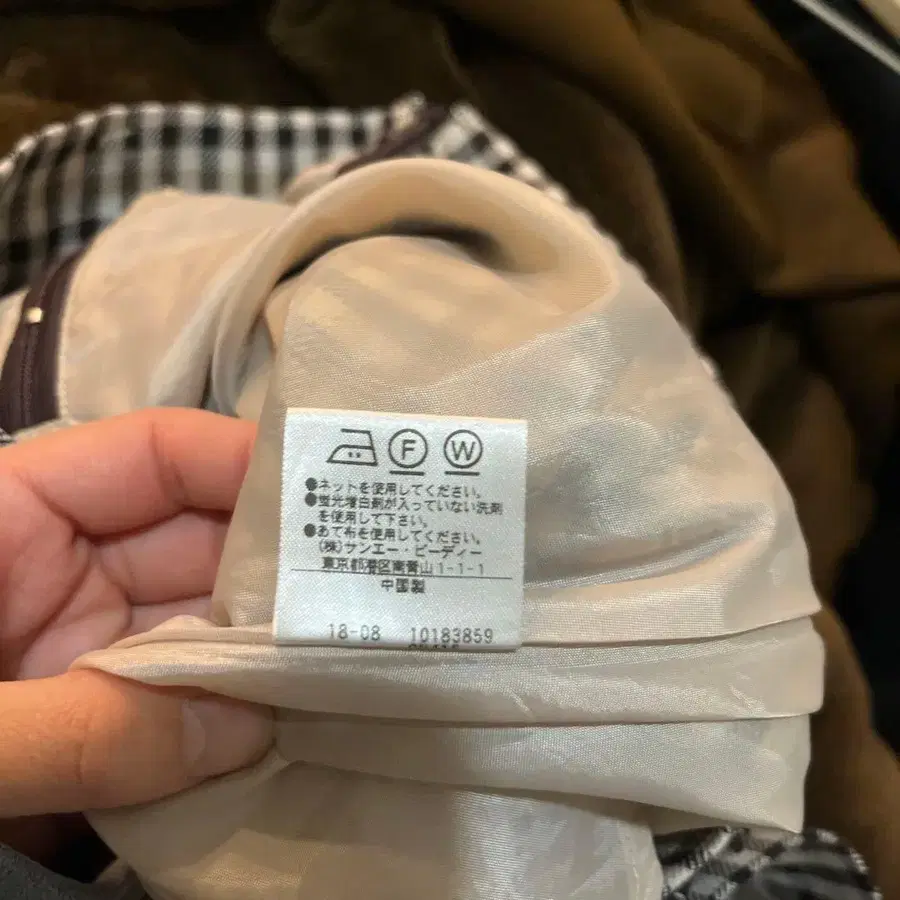 F W
●ネットを使用してください。
●蛍光増白剤が入っていない洗剤
を使用して下さい。
●あて布を使用してください。
(株)サンエー・ビーディー
東京都港区南青山1-1-1
中国製
18-08 10183859